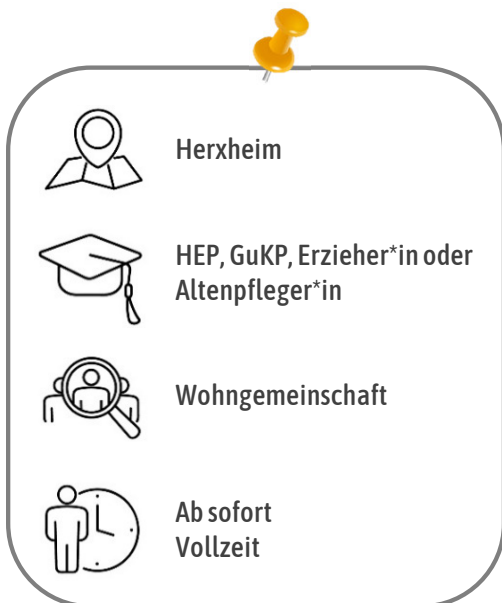 Herxheim
HEP, GuKP, Erzieher*in oder
Altenpfleger*in
Wohngemeinschaft
Ab sofort
Vollzeit